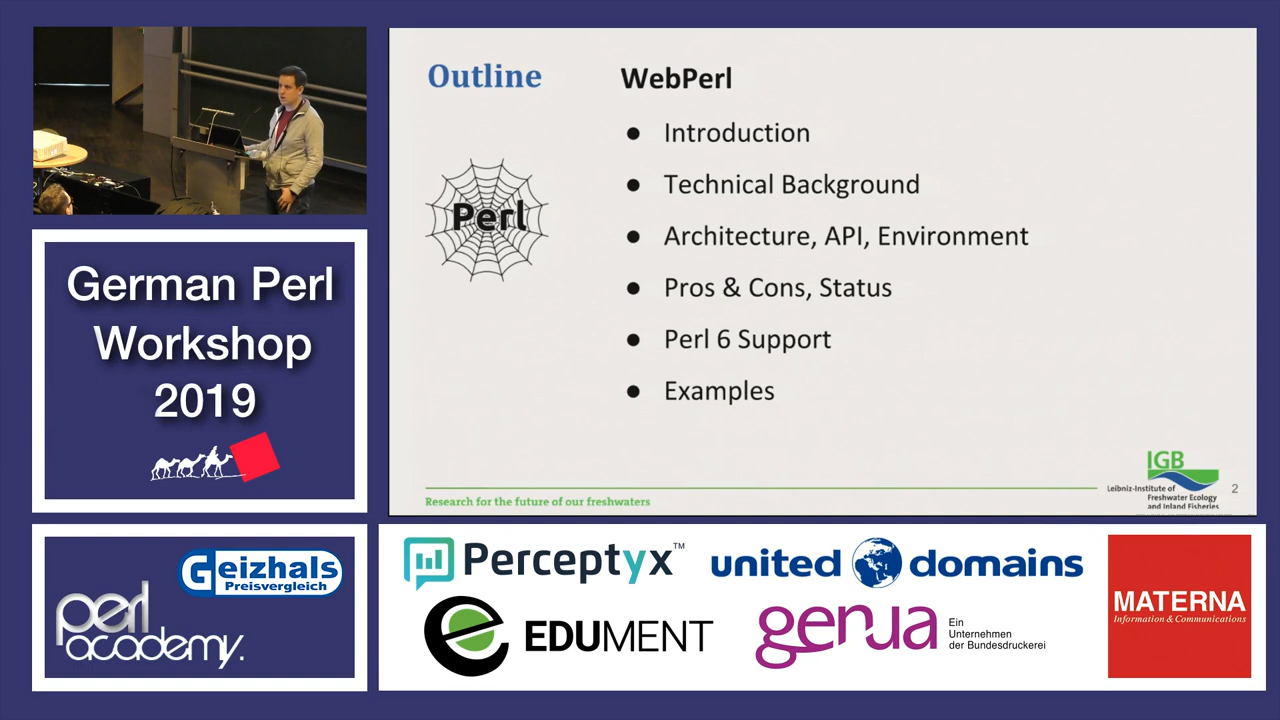 Outline
WebPerl
● Introduction
● Technical Background
● Architecture, API, Environment
● Pros & Cons, Status
● Perl 6 Support
● Examples
Perl
IGB
Leibniz-Institute of
Freshwater Ecology
and Inland Fisheries
2
Research for the future of our freshwaters
German Perl
Workshop
2019
Geizhals
Preisvergleich
perl
academy.
Perceptyx™
united domains
EDUMENT
genua
Ein
Unternehmen
der Bundesdruckerei
MATERNA
Information & Communications